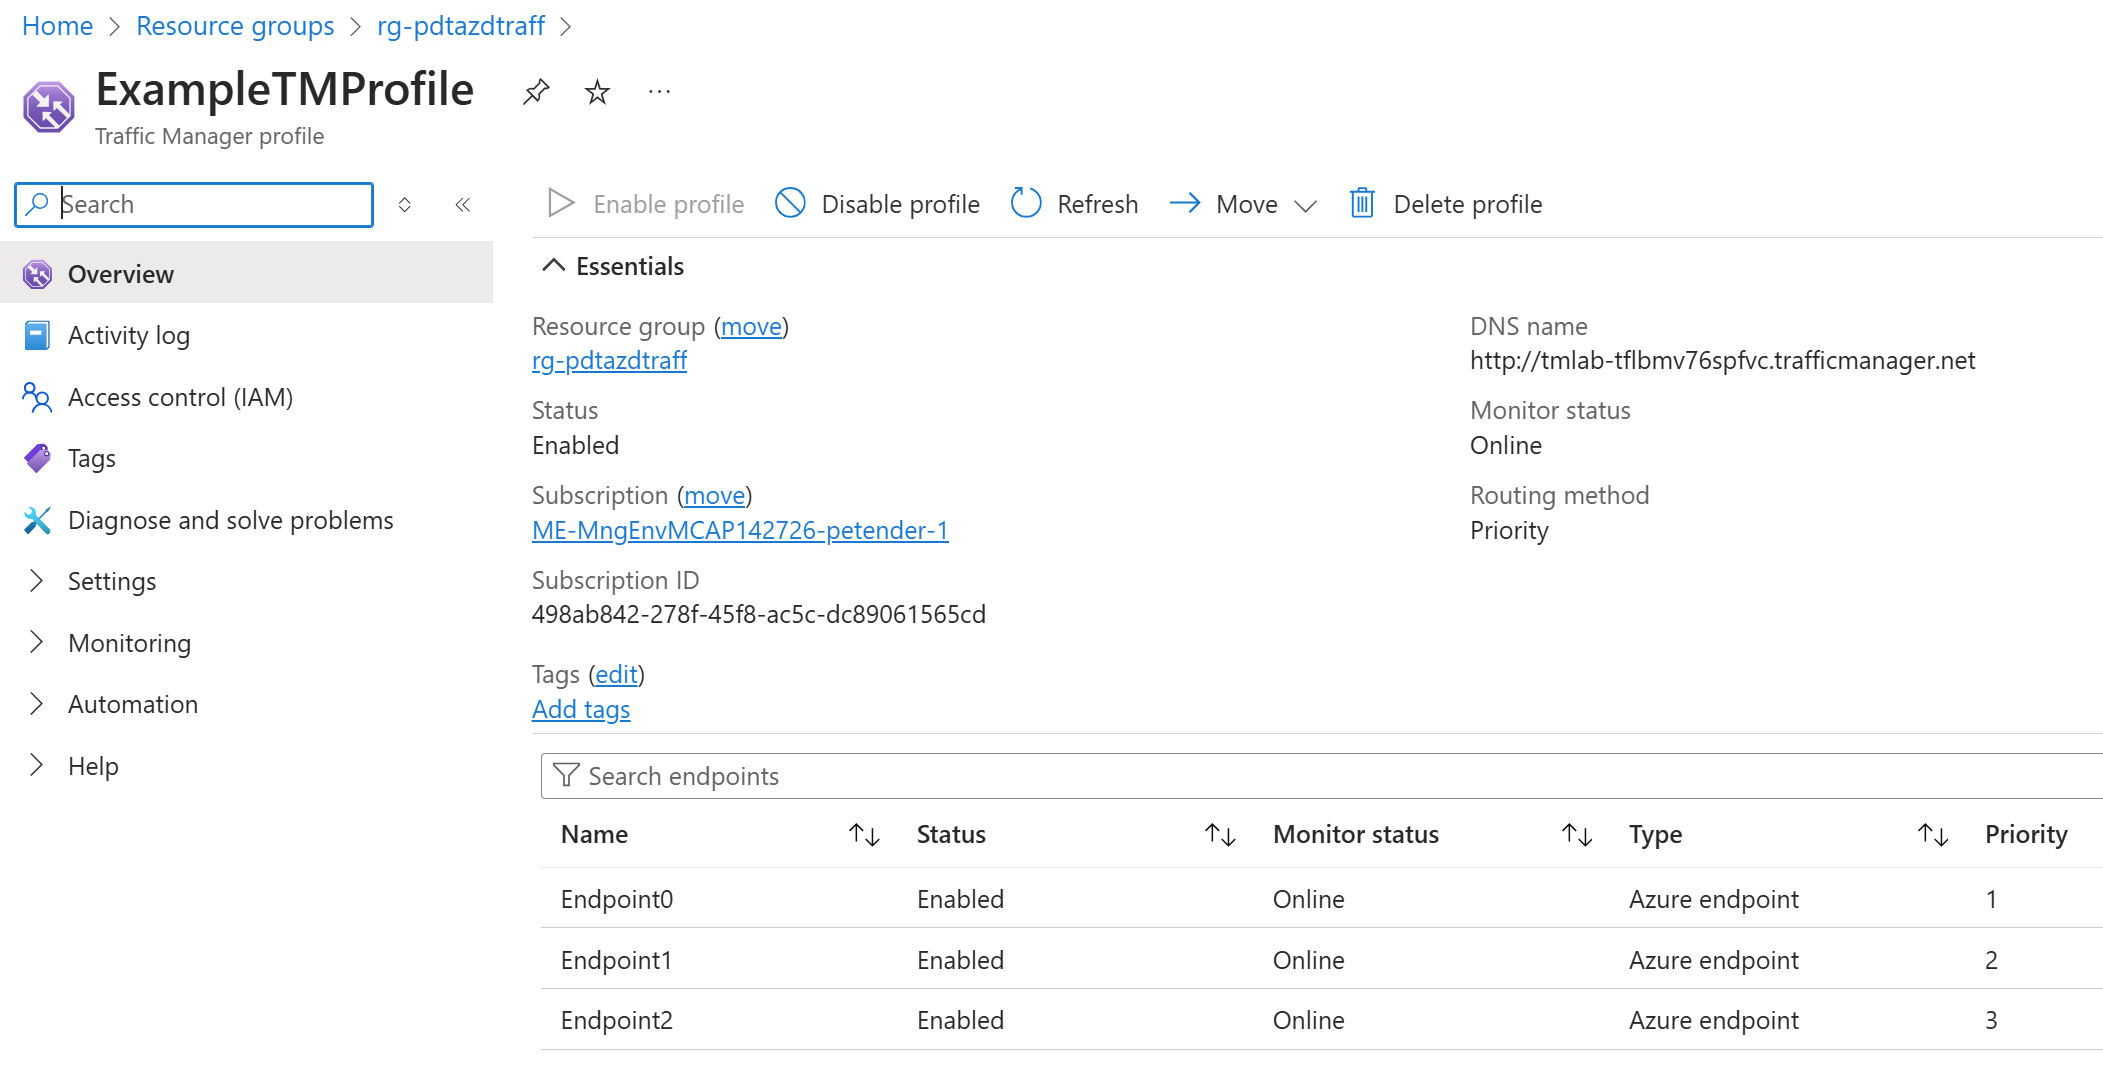 Home > Resource groups > rg-pdtazdtraff >
ExampleTMProfile
Traffic Manager profile
Search
Enable profile Disable profile Refresh Move Delete profile
Overview
Activity log
Access control (IAM)
Tags
Diagnose and solve problems
Settings
Monitoring
Automation
Help
Essentials
Resource group (move)
rg-pdtazdtraff
Status
Enabled
Subscription (move)
ME-MngEnvMCAP142726-petender-1
Subscription ID
498ab842-278f-45f8-ac5c-dc89061565cd
DNS name
http://tmlab-tflbmv76spfvc.trafficmanager.net
Monitor status
Online
Routing method
Priority
Tags (edit)
Add tags
Search endpoints
Name Status Monitor status Type Priority
Endpoint0 Enabled Online Azure endpoint 1
Endpoint1 Enabled Online Azure endpoint 2
Endpoint2 Enabled Online Azure endpoint 3